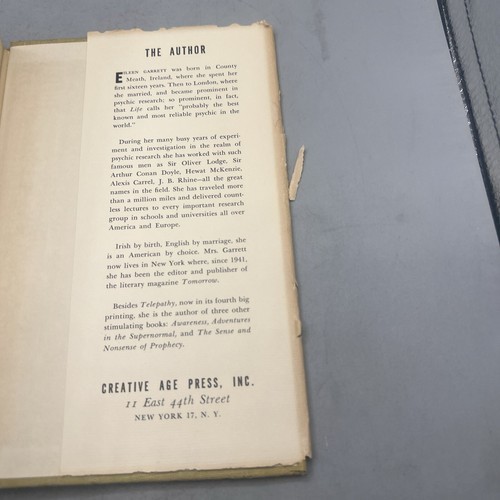 THE AUTHOR
EILEEN GARRETT was born in County
Meath, Ireland, where she spent her
first sixteen years. Then to London, where
she married, and became prominent in
psychic research; so prominent, in fact,
that Life calls her "probably the best
known and most reliable psychic in the
world."
During her many busy years of experi-
ment and investigation in the realm of
psychic research she has worked with such
famous men as Sir Oliver Lodge, Sir
Arthur Conan Doyle, Hewat McKenzie,
Alexis Carrel, J. B. Rhine—all the great
names in the field. She has traveled more
than a million miles and delivered count-
less lectures to every important research
group in schools and universities all over
America and Europe.
Irish by birth, English by marriage, she
is an American by choice. Mrs. Garrett
now lives in New York where, since 1941,
she has been the editor and publisher of
the literary magazine Tomorrow.
Besides Telepathy, now in its fourth big
printing, she is the author of three other
stimulating books: Awareness, Adventures
in the Supernormal, and The Sense and
Nonsense of Prophecy.
CREATIVE AGE PRESS, INC.
11 East 44th Street
NEW YORK 17, N. Y.